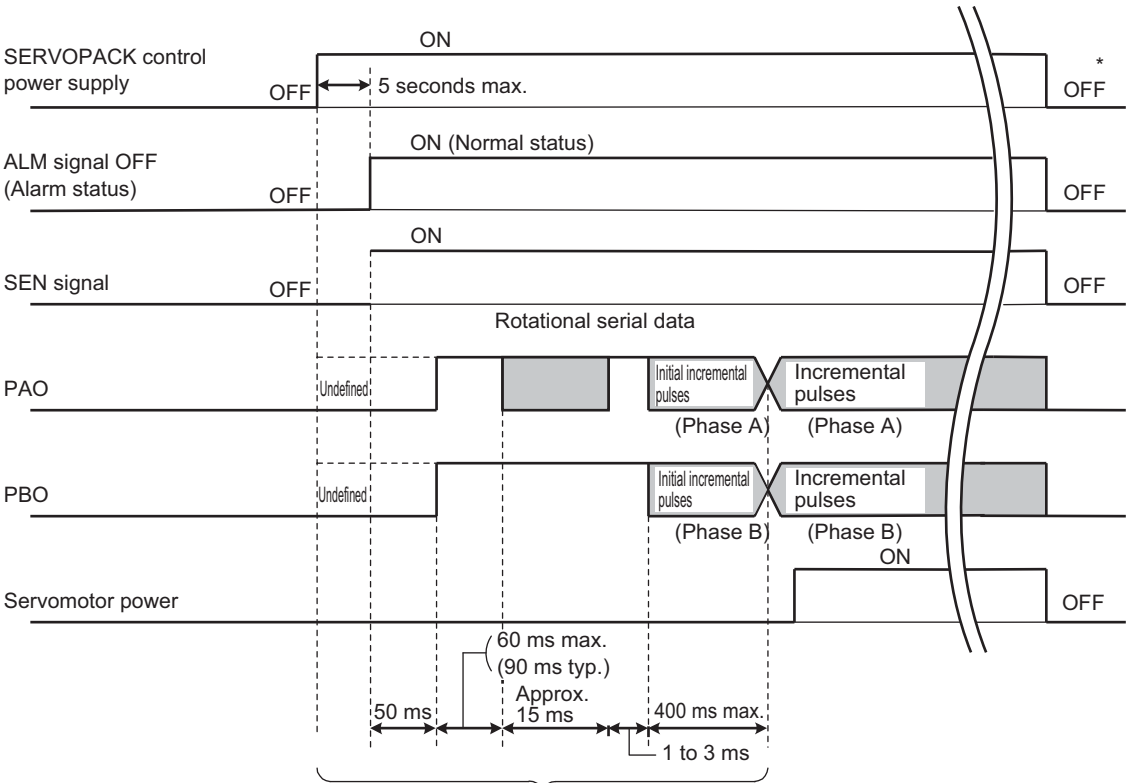 ON
SERVOPACK control
power supply
OFF
5 seconds max.
*
OFF
ON (Normal status)
ALM signal OFF
(Alarm status)
OFF
OFF
ON
SEN signal
OFF
OFF
Rotational serial data
PAO
Undefined
Initial incremental
pulses
Incremental
pulses
(Phase A)
(Phase A)
PBO
Undefined
Initial incremental
pulses
Incremental
pulses
(Phase B)
(Phase B)
ON
Servomotor power
OFF
60 ms max.
(90 ms typ.)
Approx.
50 ms
15 ms
400 ms max.
1 to 3 ms